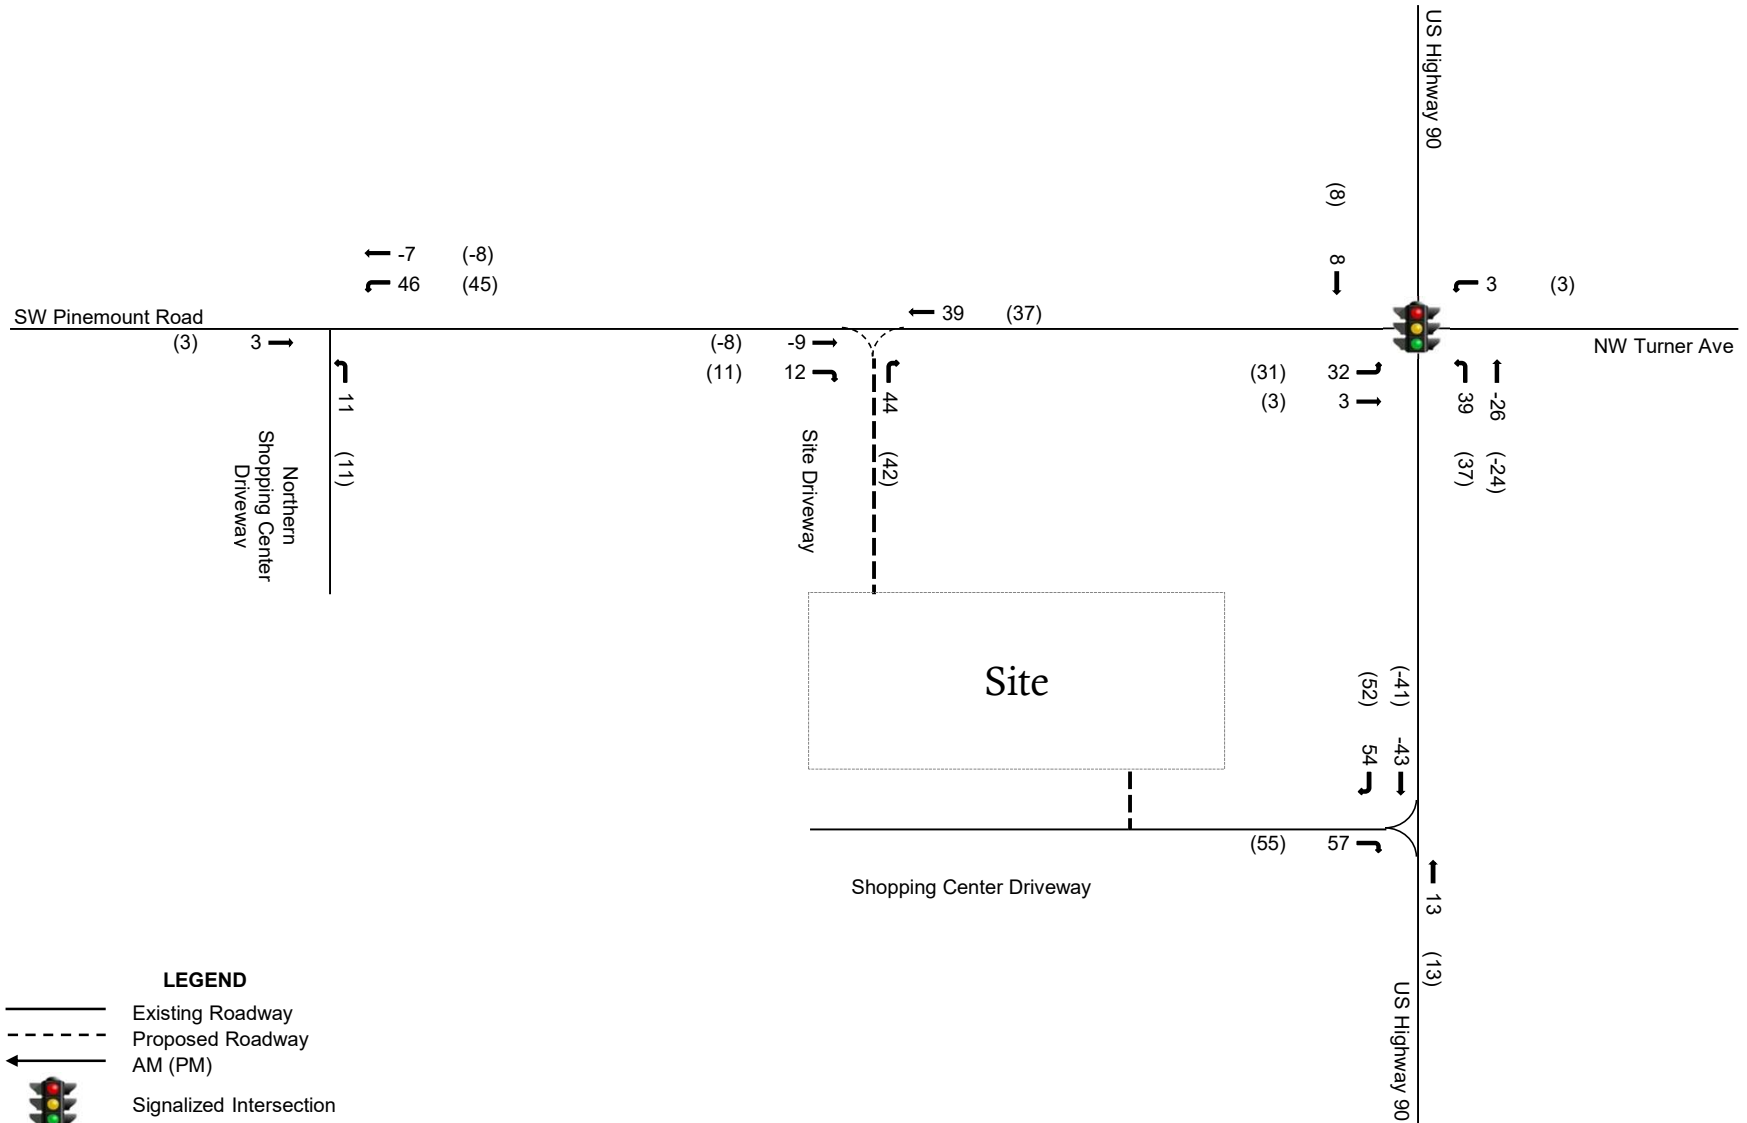 US Highway 90
(8)
8
-7 (-8)
46 (45)
3 (3)
39 (37)
SW Pinemount Road
NW Turner Ave
(3) 3
(-8) -9
(11) 12
(31) 32
(3) 3
11
(11)
44
(42)
39
(37)
-26
(-24)
Northern
Shopping Center
Driveway
Site Driveway
Site
(52)
54
(-41)
-43
(55) 57
Shopping Center Driveway
13
(13)
US Highway 90
LEGEND
Existing Roadway
Proposed Roadway
AM (PM)
Signalized Intersection